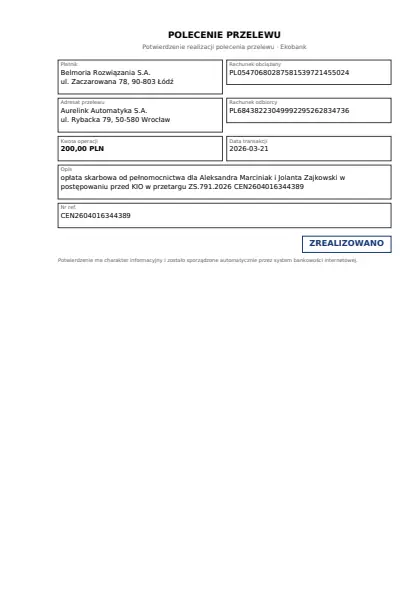 POLECENIE PRZELEWU
Potwierdzenie realizacji polecenia przelewu - Ekobank
Płatnik
Belmoria Rozwiązania S.A.
ul. Zaczarowana 78, 90-803 Łódź
Rachunek obciążany
PL05470680287581539721455024
Adresat przelewu
Aurelink Automatyka S.A.
ul. Rybacka 79, 50-580 Wrocław
Rachunek odbiorcy
PL68438223049992295262834736
Kwota operacji
200,00 PLN
Data transakcji
2026-03-21
Opis
opłata skarbowa od pełnomocnictwa dla Aleksandra Marciniak i Jolanta Zajkowski w
postępowaniu przed KIO w przetargu ZS.791.2026 CEN2604016344389
Nr ref.
CEN2604016344389
ZREALIZOWANO
Potwierdzenie ma charakter informacyjny i zostało sporządzone automatycznie przez system bankowości internetowej.